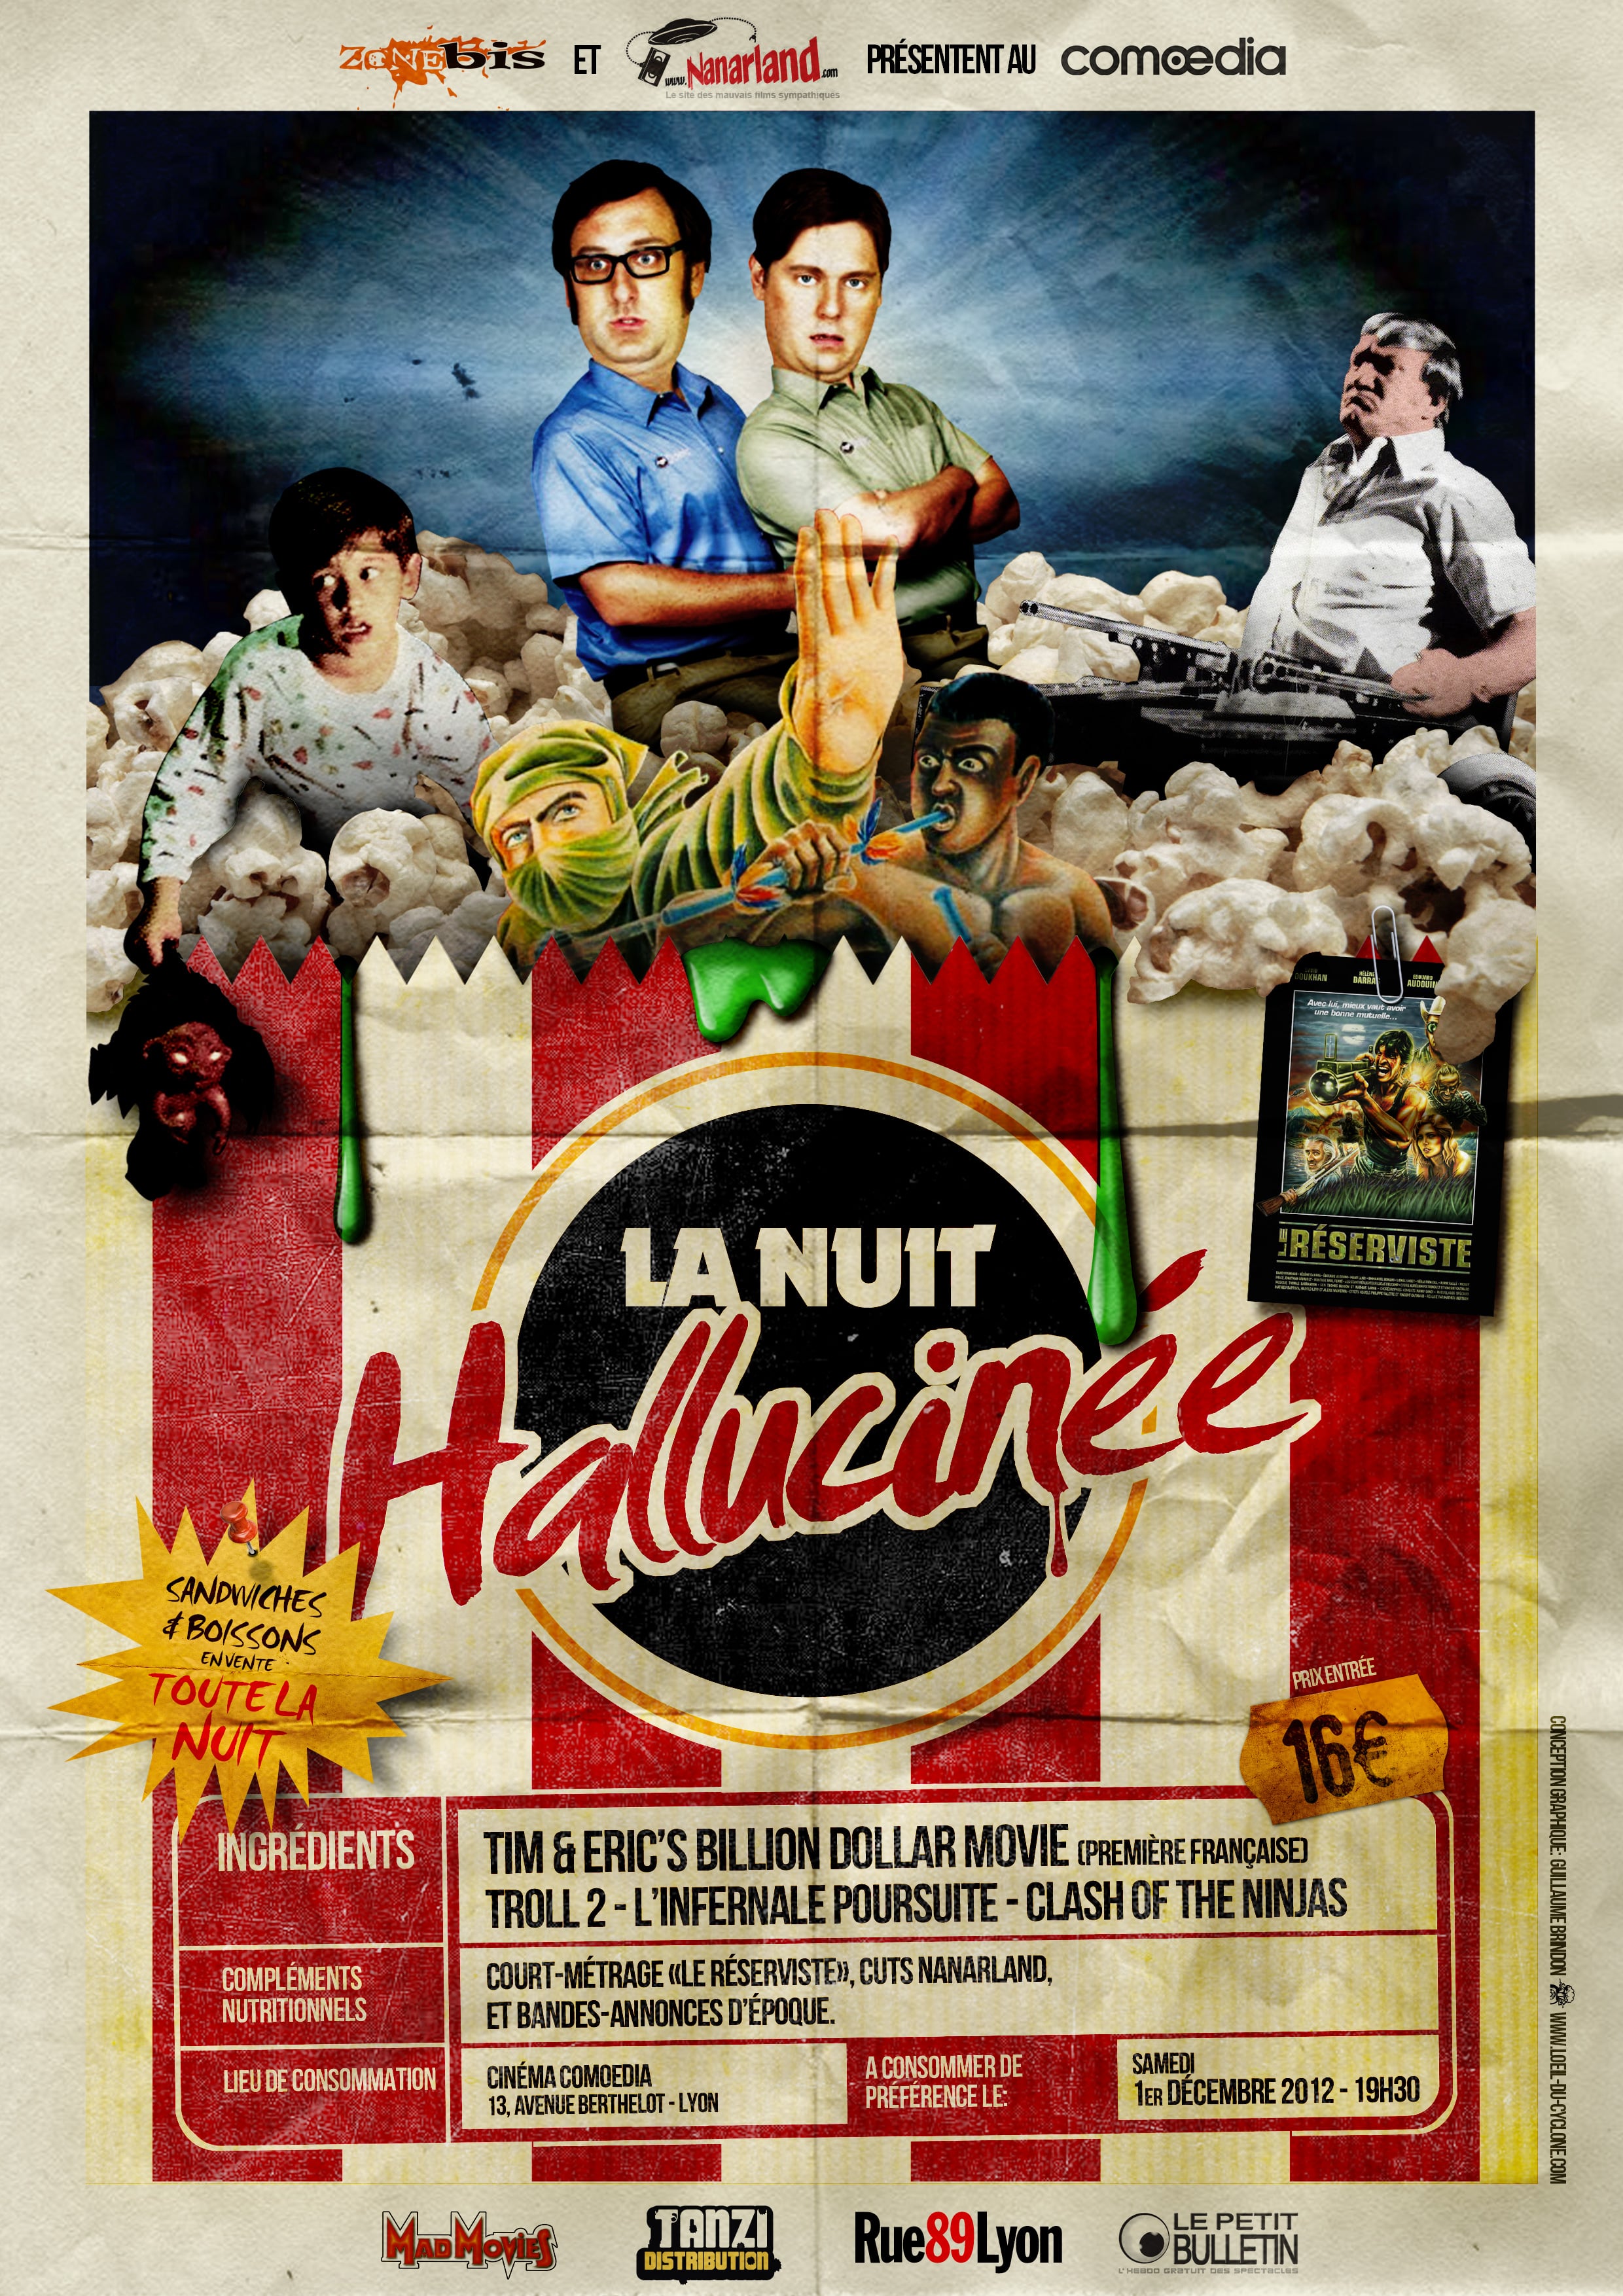 ZONEbis ET www.Nanarland.com PRÉSENTENT AU comœdia
Le site des mauvais films sympathiques
DARRA
AUDOUIN
Avec lui, mieux vaut avoir
une bonne mutuelle...
LE RÉSERVISTE
LA NUIT
Hallucinée
SANDWICHES
& BOISSONS
EN VENTE
TOUTE LA
NUIT
PRIX ENTRÉE
16€
INGRÉDIENTS
TIM & ERIC'S BILLION DOLLAR MOVIE (PREMIÈRE FRANÇAISE)
TROLL 2 - L'INFERNALE POURSUITE - CLASH OF THE NINJAS
COMPLÉMENTS
NUTRITIONNELS
COURT-MÉTRAGE «LE RÉSERVISTE», CUTS NANARLAND,
ET BANDES-ANNONCES D'ÉPOQUE.
LIEU DE CONSOMMATION
CINÉMA COMOEDIA
13, AVENUE BERTHELOT - LYON
A CONSOMMER DE
PRÉFÉRENCE LE:
SAMEDI
1ER DÉCEMBRE 2012 - 19H30
CONCEPTION GRAPHIQUE: GUILLAUME BRINDON WWW.LOEIL-DU-CYCLONE.COM
MAD MOVIES
TANZI
DISTRIBUTION
Rue89Lyon
LE PETIT
BULLETIN
L'HEBDO GRATUIT DES SPECTACLES